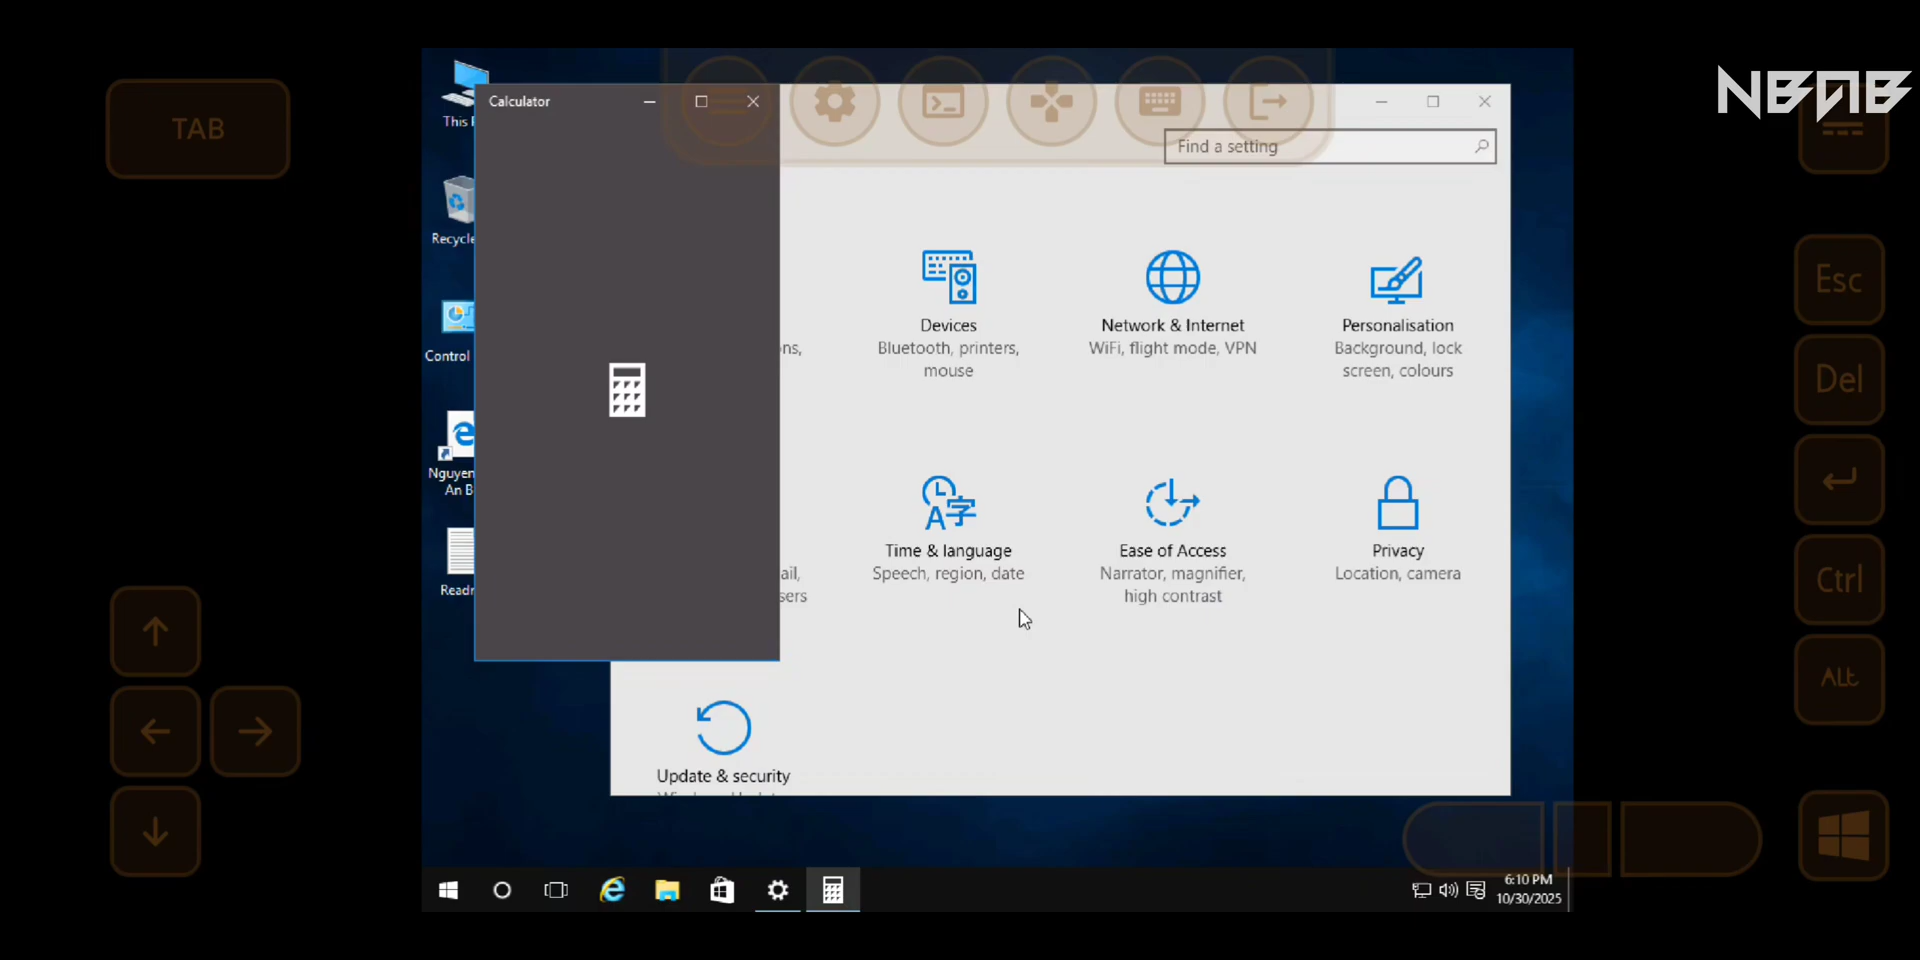 NBAB
TAB
Esc
Del
Ctrl
ALt
This
Recycle
Control
Nguyen
An B
Calculator
Find a setting
ons,
Devices
Bluetooth, printers,
mouse
Network & Internet
WiFi, flight mode, VPN
Personalisation
Background, lock
screen, colours
ail,
sers
Time & language
Speech, region, date
Ease of Access
Narrator, magnifier,
high contrast
Privacy
Location, camera
Update & security
6:10 PM
10/30/2025